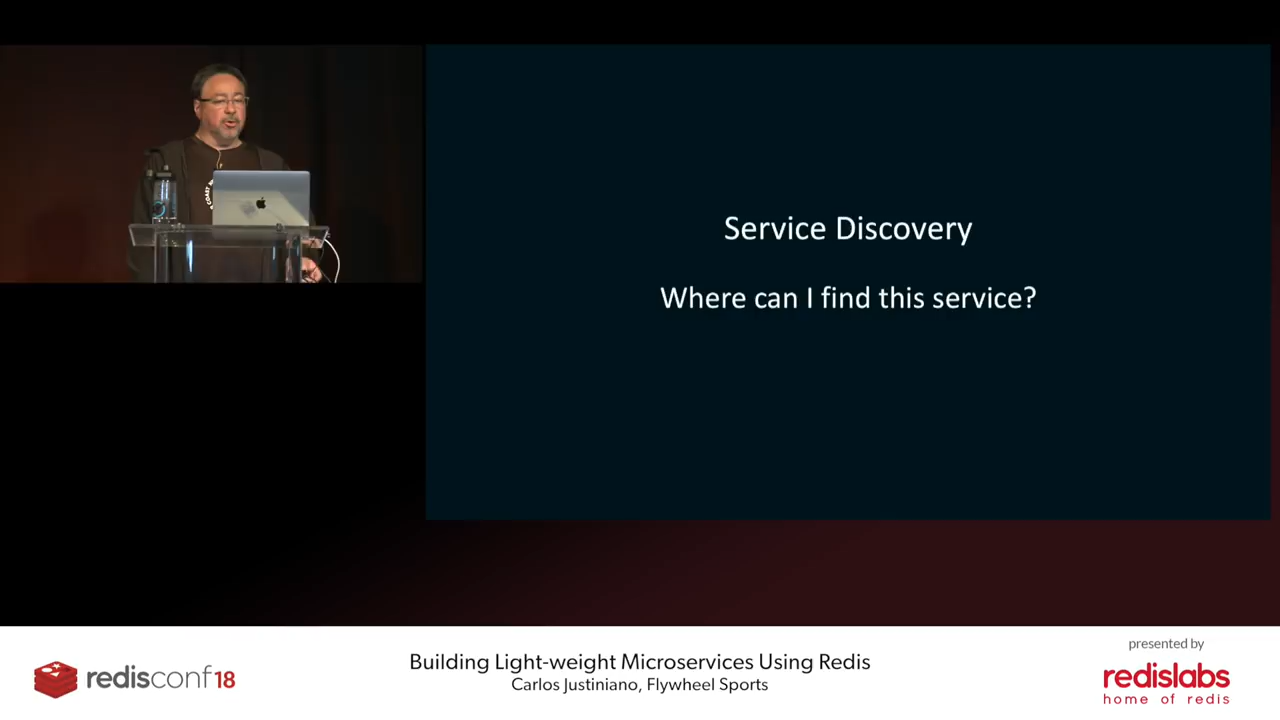 Service Discovery
Where can I find this service?
redisconf18
Building Light-weight Microservices Using Redis
Carlos Justiniano, Flywheel Sports
presented by
redislabs
home of redis